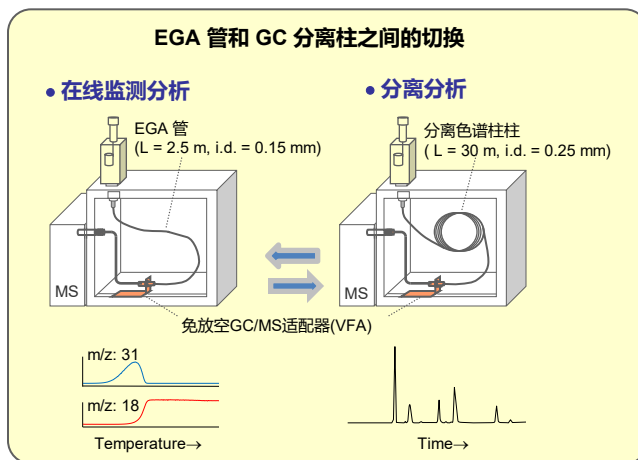 EGA 管和 GC 分离柱之间的切换
• 在线监测分析
• 分离分析
EGA 管
(L = 2.5 m, i.d. = 0.15 mm)
分离色谱柱柱
( L = 30 m, i.d. = 0.25 mm)
MS
MS
免放空GC/MS适配器(VFA)
m/z: 31
m/z: 18
Temperature→
Time→